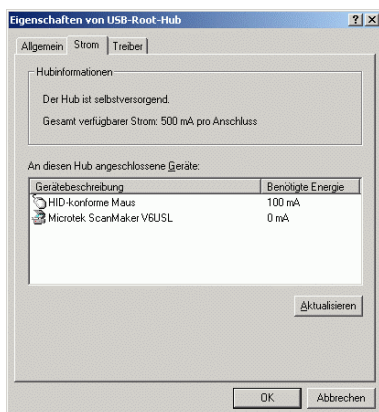 Eigenschaften von USB-Root-Hub
Allgemein Strom Treiber
Hubinformationen
Der Hub ist selbstversorgend.
Gesamt verfügbarer Strom: 500 mA pro Anschluss
An diesen Hub angeschlossene Geräte:
Gerätebeschreibung Benötigte Energie
HID-konforme Maus 100 mA
Microtek ScanMaker V6USL 0 mA
Aktualisieren
OK Abbrechen